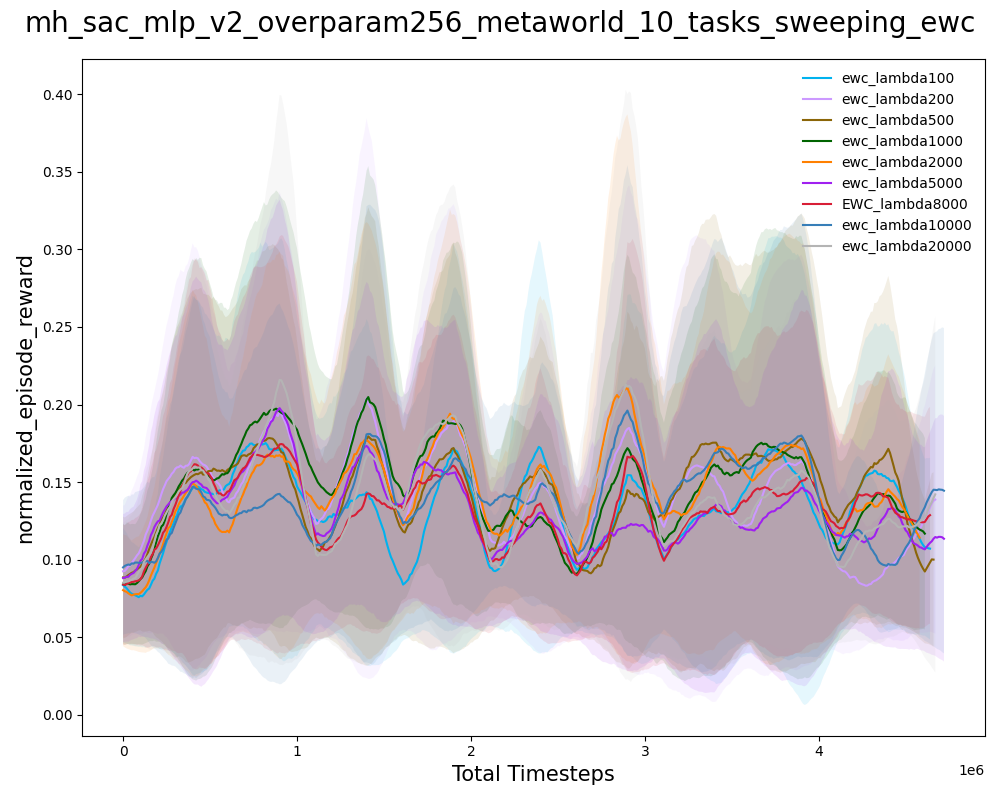 mh_sac_mlp_v2_overparam256_metaworld_10_tasks_sweeping_ewc
ewc_lambda100
ewc_lambda200
ewc_lambda500
ewc_lambda1000
ewc_lambda2000
ewc_lambda5000
EWC_lambda8000
ewc_lambda10000
ewc_lambda20000
normalized_episode_reward
0.40
0.35
0.30
0.25
0.20
0.15
0.10
0.05
0.00
0 1 2 3 4
1e6
Total Timesteps